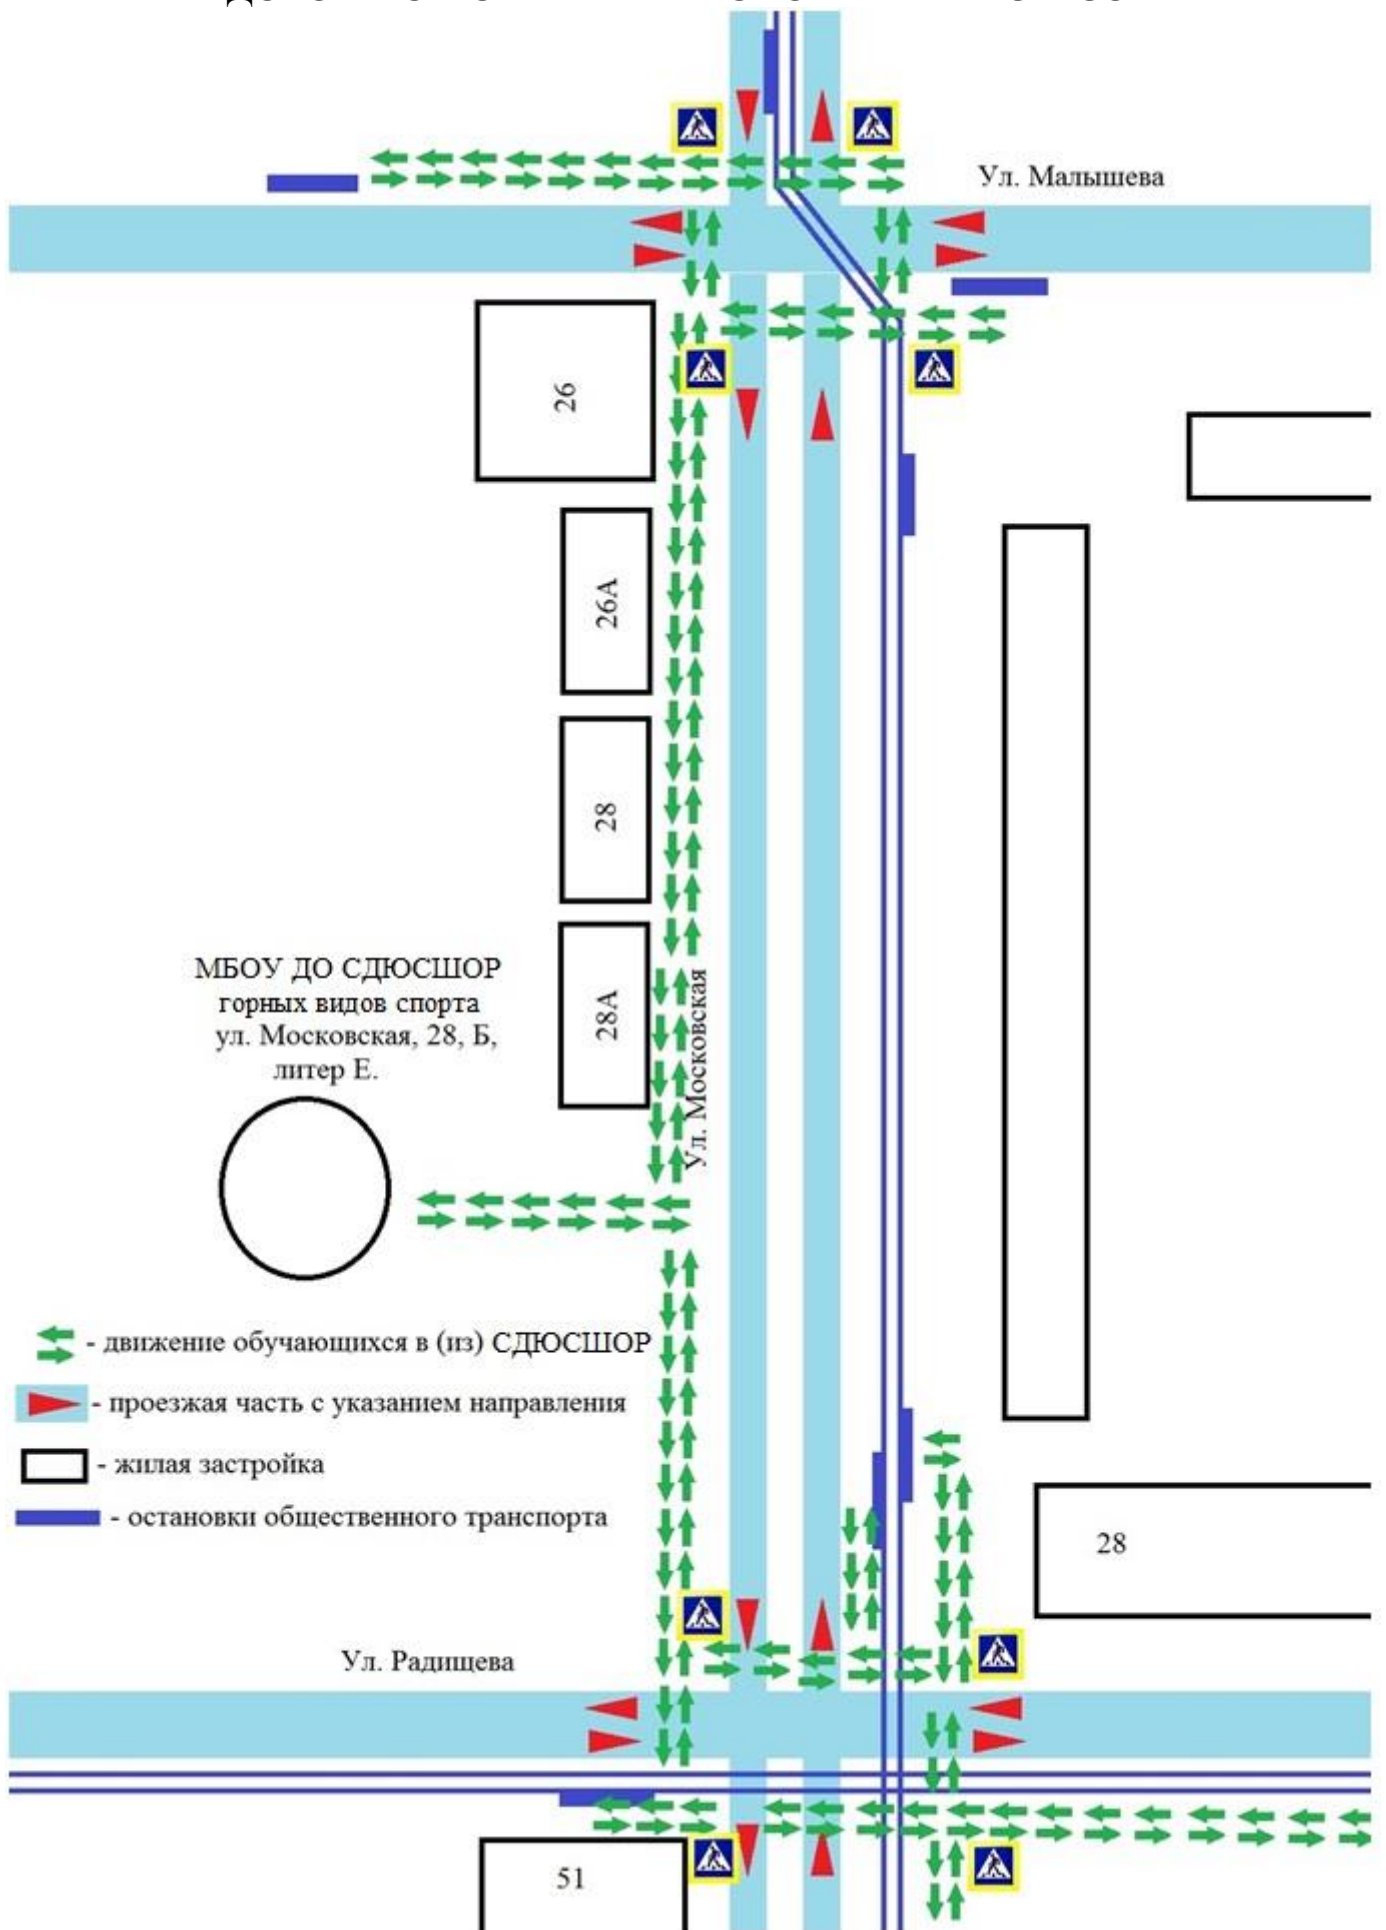 Ул. Малышева
26
26А
28
28А
Ул. Московская
МБОУ ДО СДЮСШОР
горных видов спорта
ул. Московская, 28, Б,
литер Е.
- движение обучающихся в (из) СДЮСШОР
- проезжая часть с указанием направления
- жилая застройка
- остановки общественного транспорта
28
Ул. Радищева
51